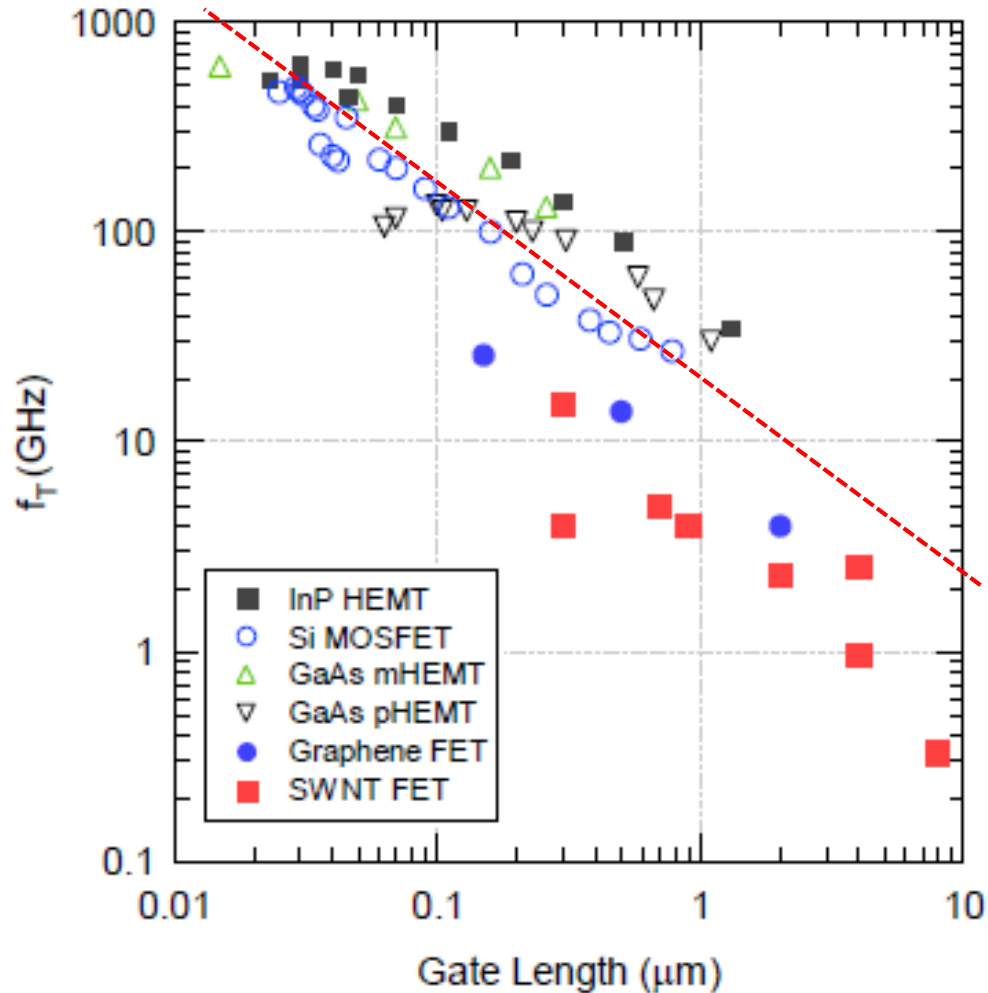 1000
100
10
1
0.1
f_T (GHz)
InP HEMT
Si MOSFET
GaAs mHEMT
GaAs pHEMT
Graphene FET
SWNT FET
0.01 0.1 1 10
Gate Length (μm)